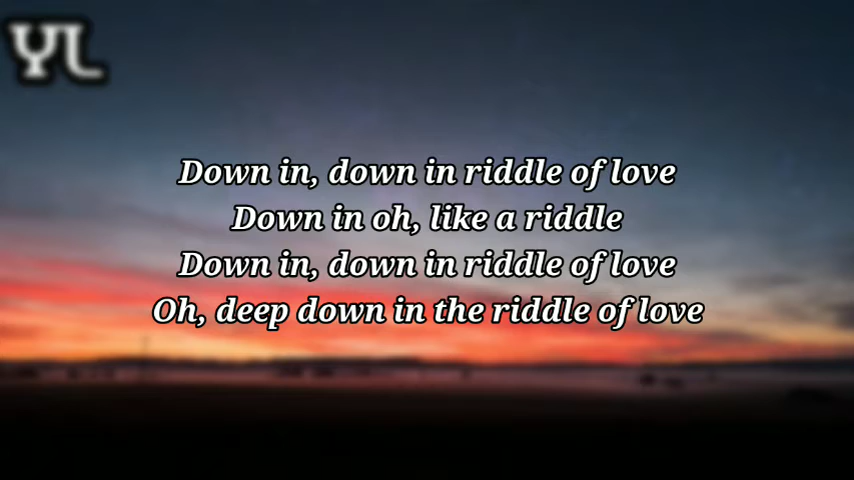 YL
Down in, down in riddle of love
Down in oh, like a riddle
Down in, down in riddle of love
Oh, deep down in the riddle of love